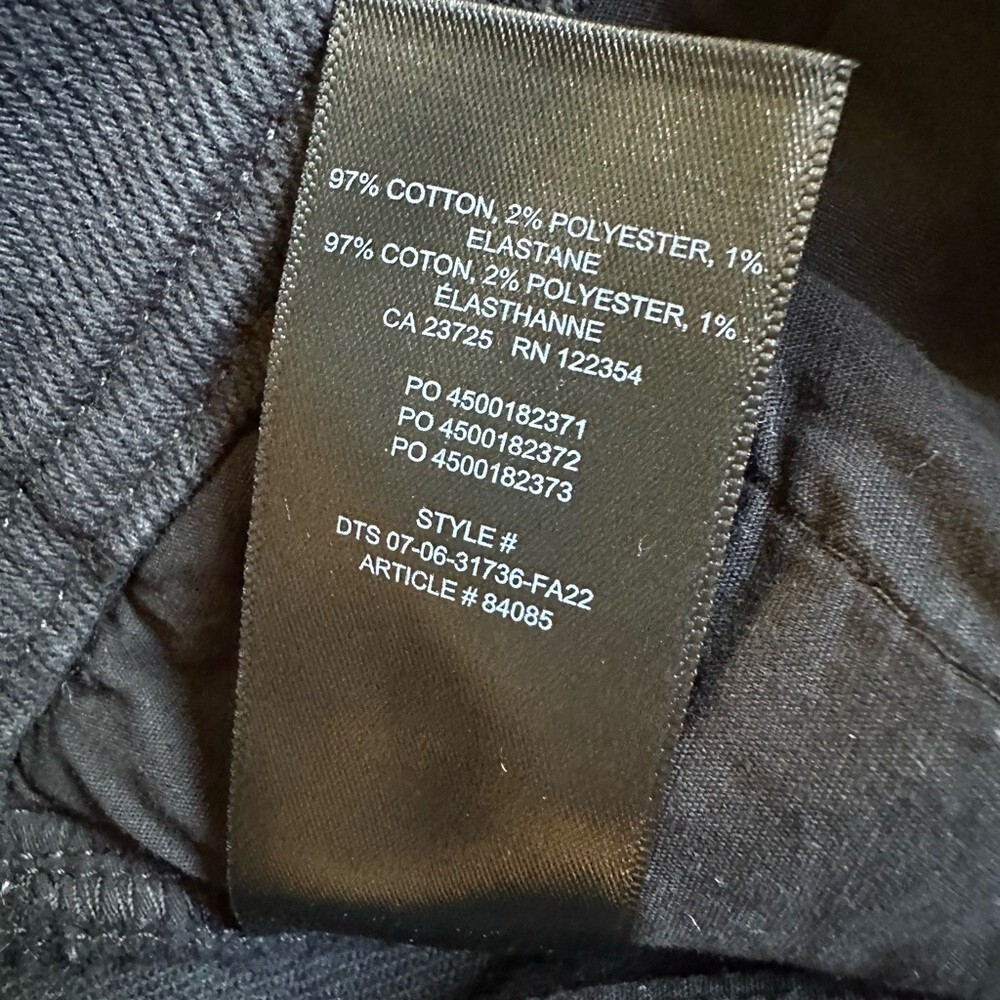 97% COTTON, 2% POLYESTER, 1%
ELASTANE
97% COTON, 2% POLYESTER, 1%
ÉLASTHANNE
CA 23725 RN 122354
PO 4500182371
PO 4500182372
PO 4500182373
STYLE #
DTS 07-06-31736-FA22
ARTICLE # 84085